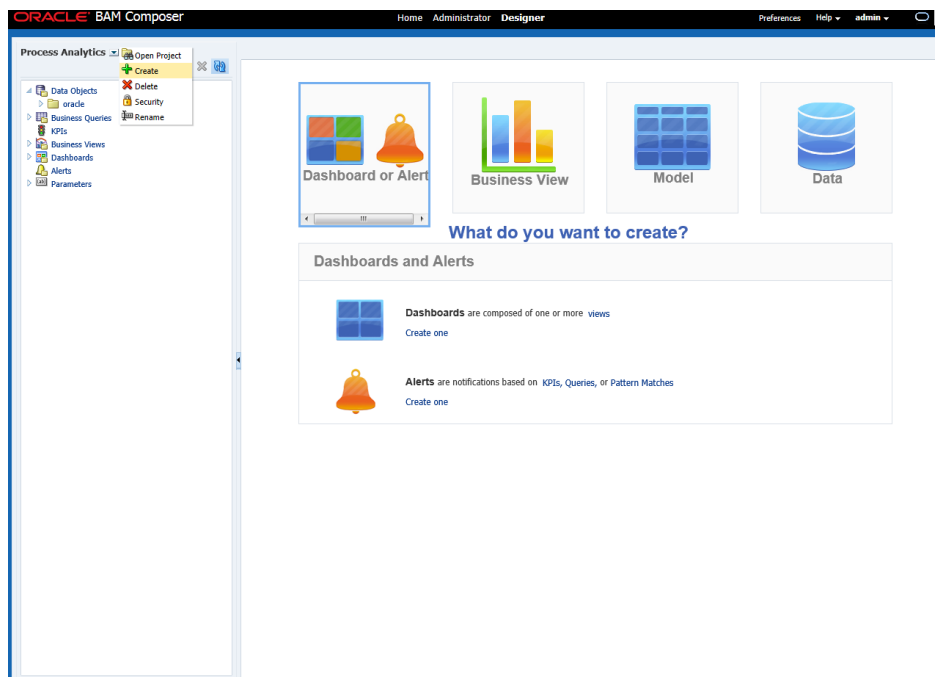 ORACLE' BAM Composer
Home Administrator Designer
Preferences Help admin
Process Analytics
Open Project
Create
Delete
Security
Rename
Data Objects
oracle
Business Queries
KPIs
Business Views
Dashboards
Alerts
Parameters
Dashboard or Alert
Business View
Model
Data
What do you want to create?
Dashboards and Alerts
Dashboards are composed of one or more views
Create one
Alerts are notifications based on KPIs, Queries, or Pattern Matches
Create one